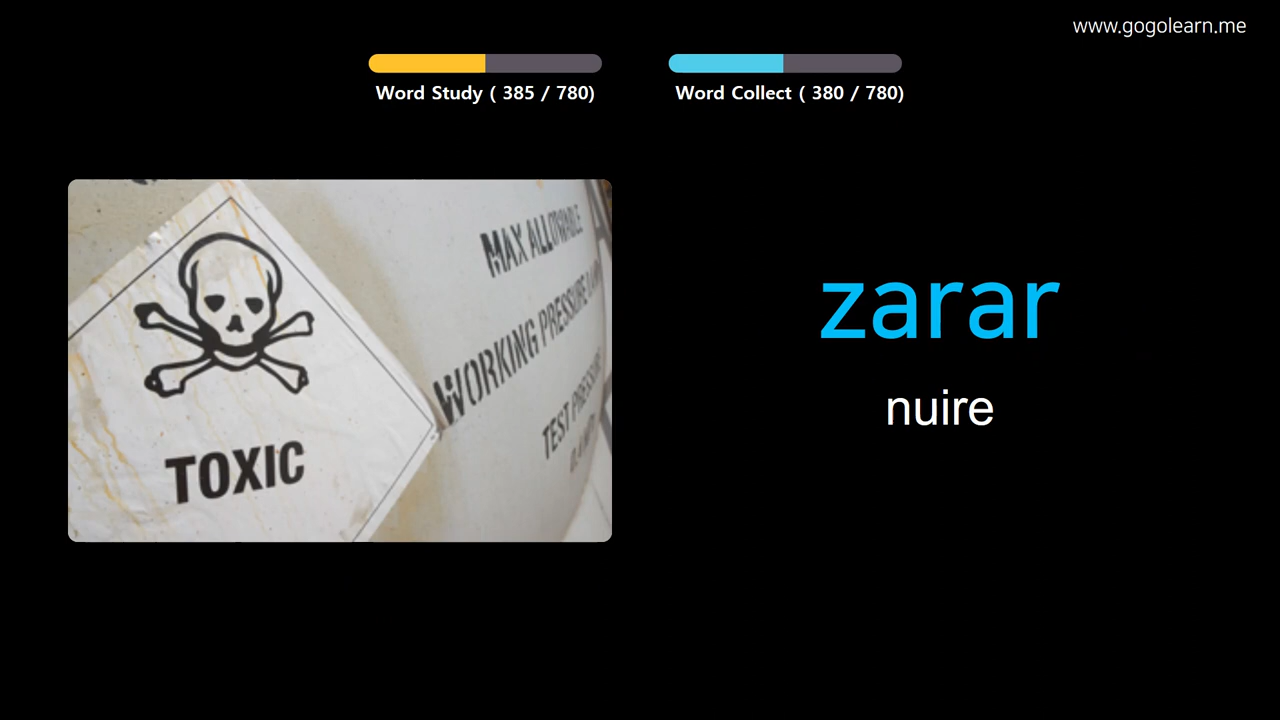 www.gogolearn.me
Word Study ( 385 / 780)
Word Collect ( 380 / 780)
TOXIC
MAX ALLOWABLE
WORKING PRESSURE
TEST PRESSURE
zarar
nuire